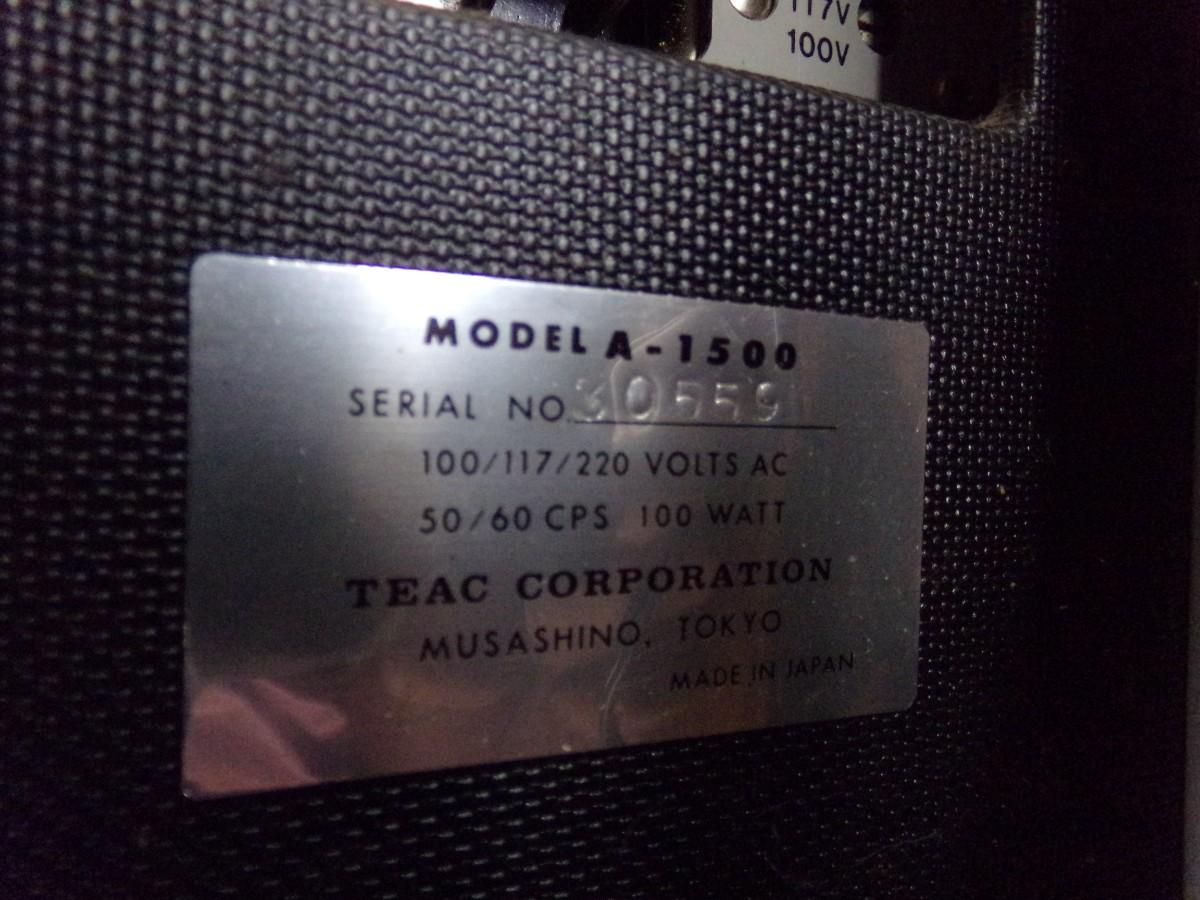 117V
100V
MODEL A-1500
SERIAL NO. 30559
100/117/220 VOLTS AC
50/60 CPS 100 WATT
TEAC CORPORATION
MUSASHINO, TOKYO
MADE IN JAPAN